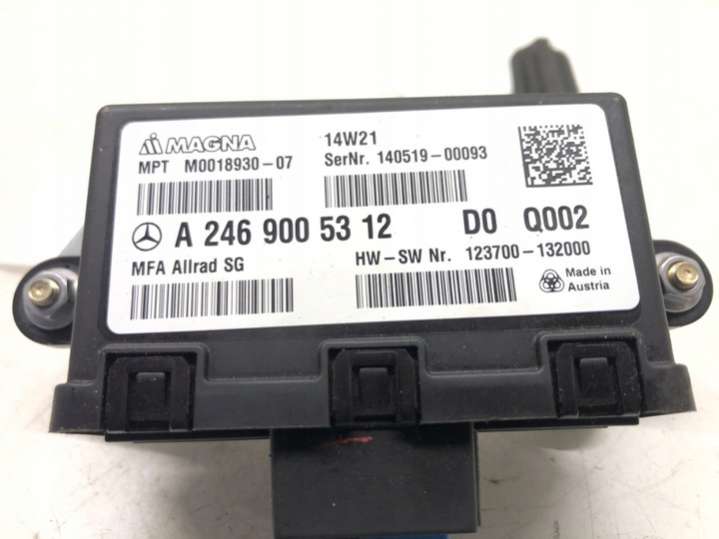 MAGNA 14W21
MPT M0018930-07 SerNr. 140519-00093
A 246 900 53 12 D0 Q002
MFA Allrad SG HW-SW Nr. 123700-132000
Made in
Austria